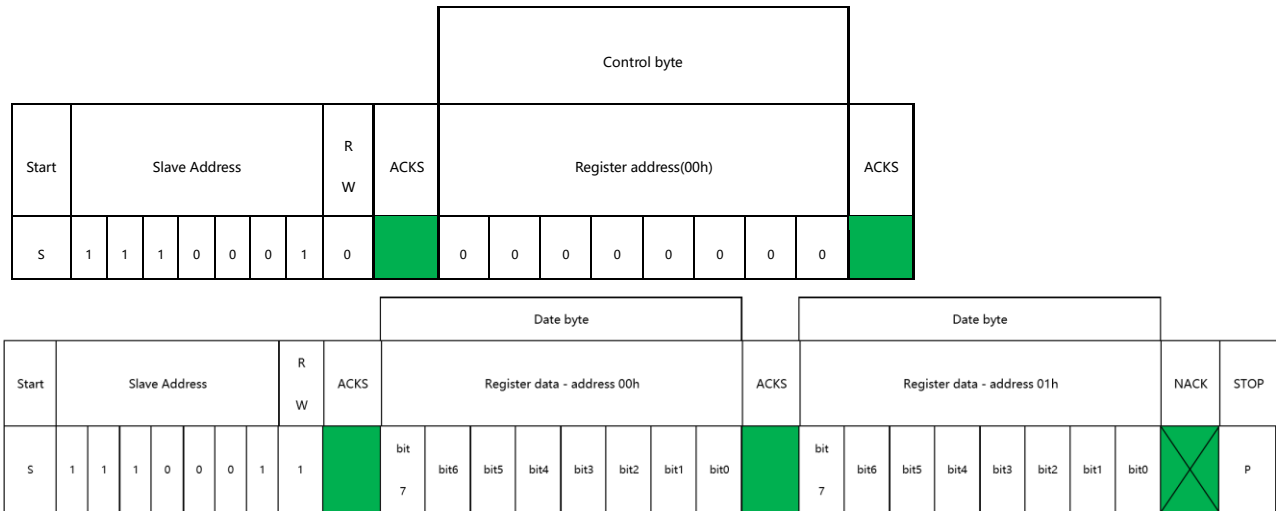 Control byte
Start Slave Address R W ACKS Register address(00h) ACKS
S 1 1 1 0 0 0 1 0 0 0 0 0 0 0 0 0
Date byte Date byte
Start Slave Address R W ACKS Register data - address 00h ACKS Register data - address 01h NACK STOP
S 1 1 1 0 0 0 1 1 bit 7 bit6 bit5 bit4 bit3 bit2 bit1 bit0 bit 7 bit6 bit5 bit4 bit3 bit2 bit1 bit0 P